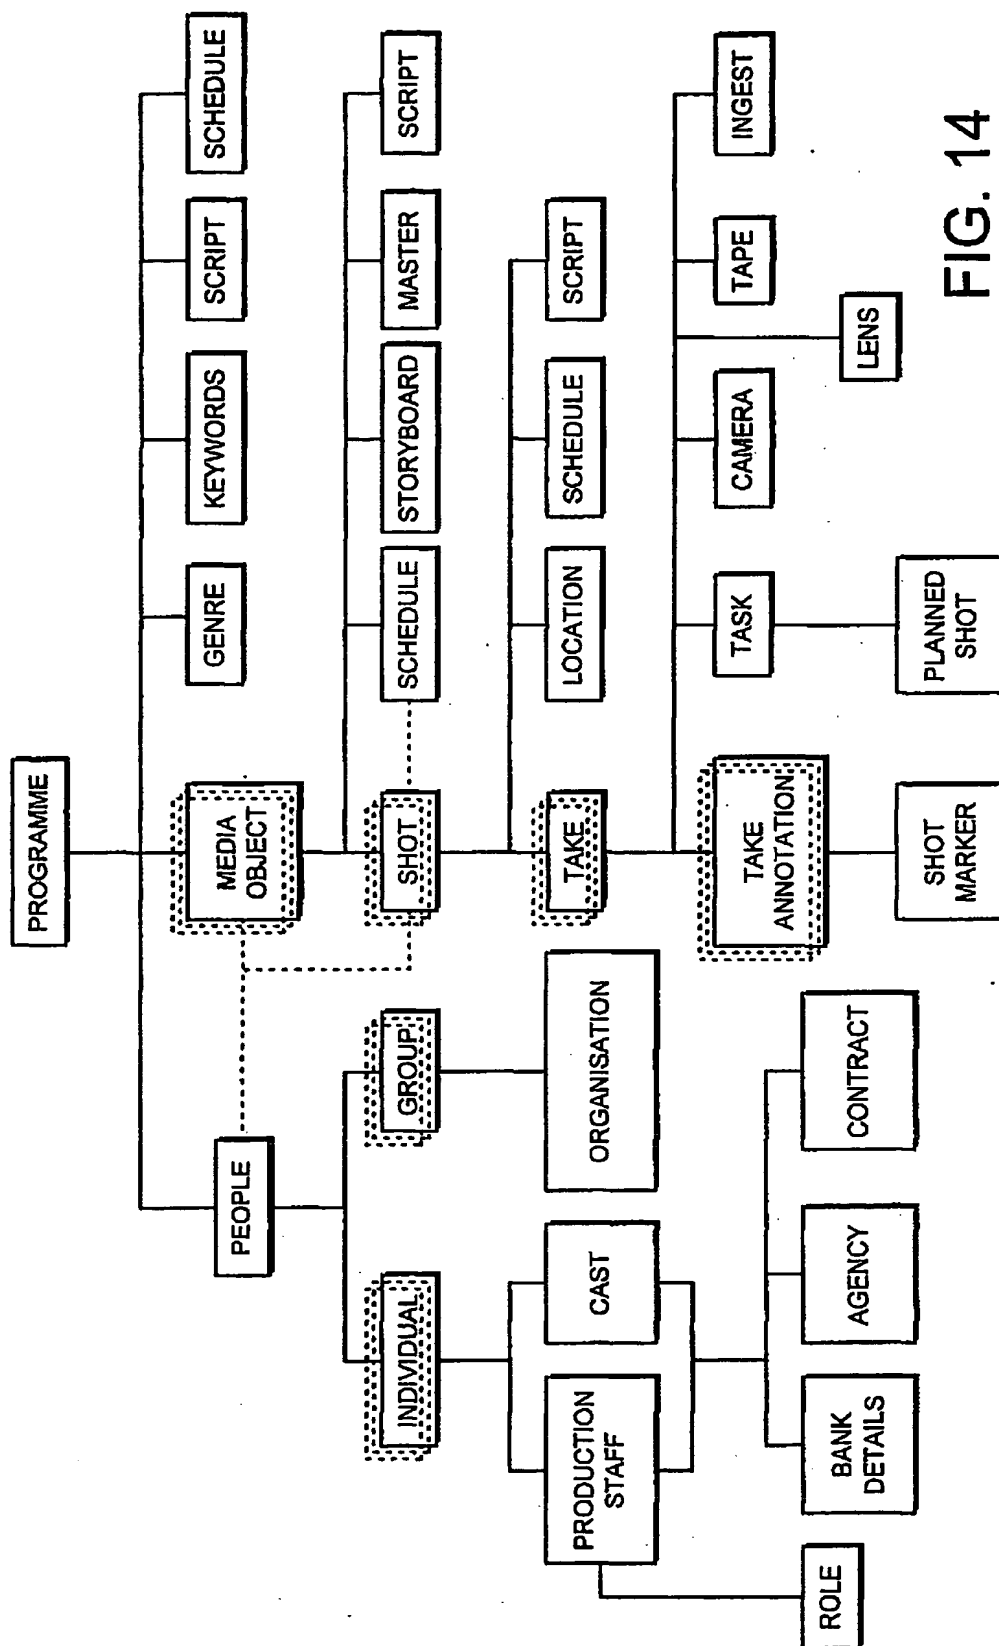 PROGRAMME
PEOPLE
MEDIA
OBJECT
GENRE
KEYWORDS
SCRIPT
SCHEDULE
INDIVIDUAL
GROUP
SHOT
SCHEDULE
STORYBOARD
MASTER
SCRIPT
PRODUCTION
STAFF
CAST
ORGANISATION
TAKE
LOCATION
SCHEDULE
SCRIPT
TAKE
ANNOTATION
TASK
CAMERA
TAPE
INGEST
ROLE
BANK
DETAILS
AGENCY
CONTRACT
LENS
SHOT
MARKER
PLANNED
SHOT
FIG. 14